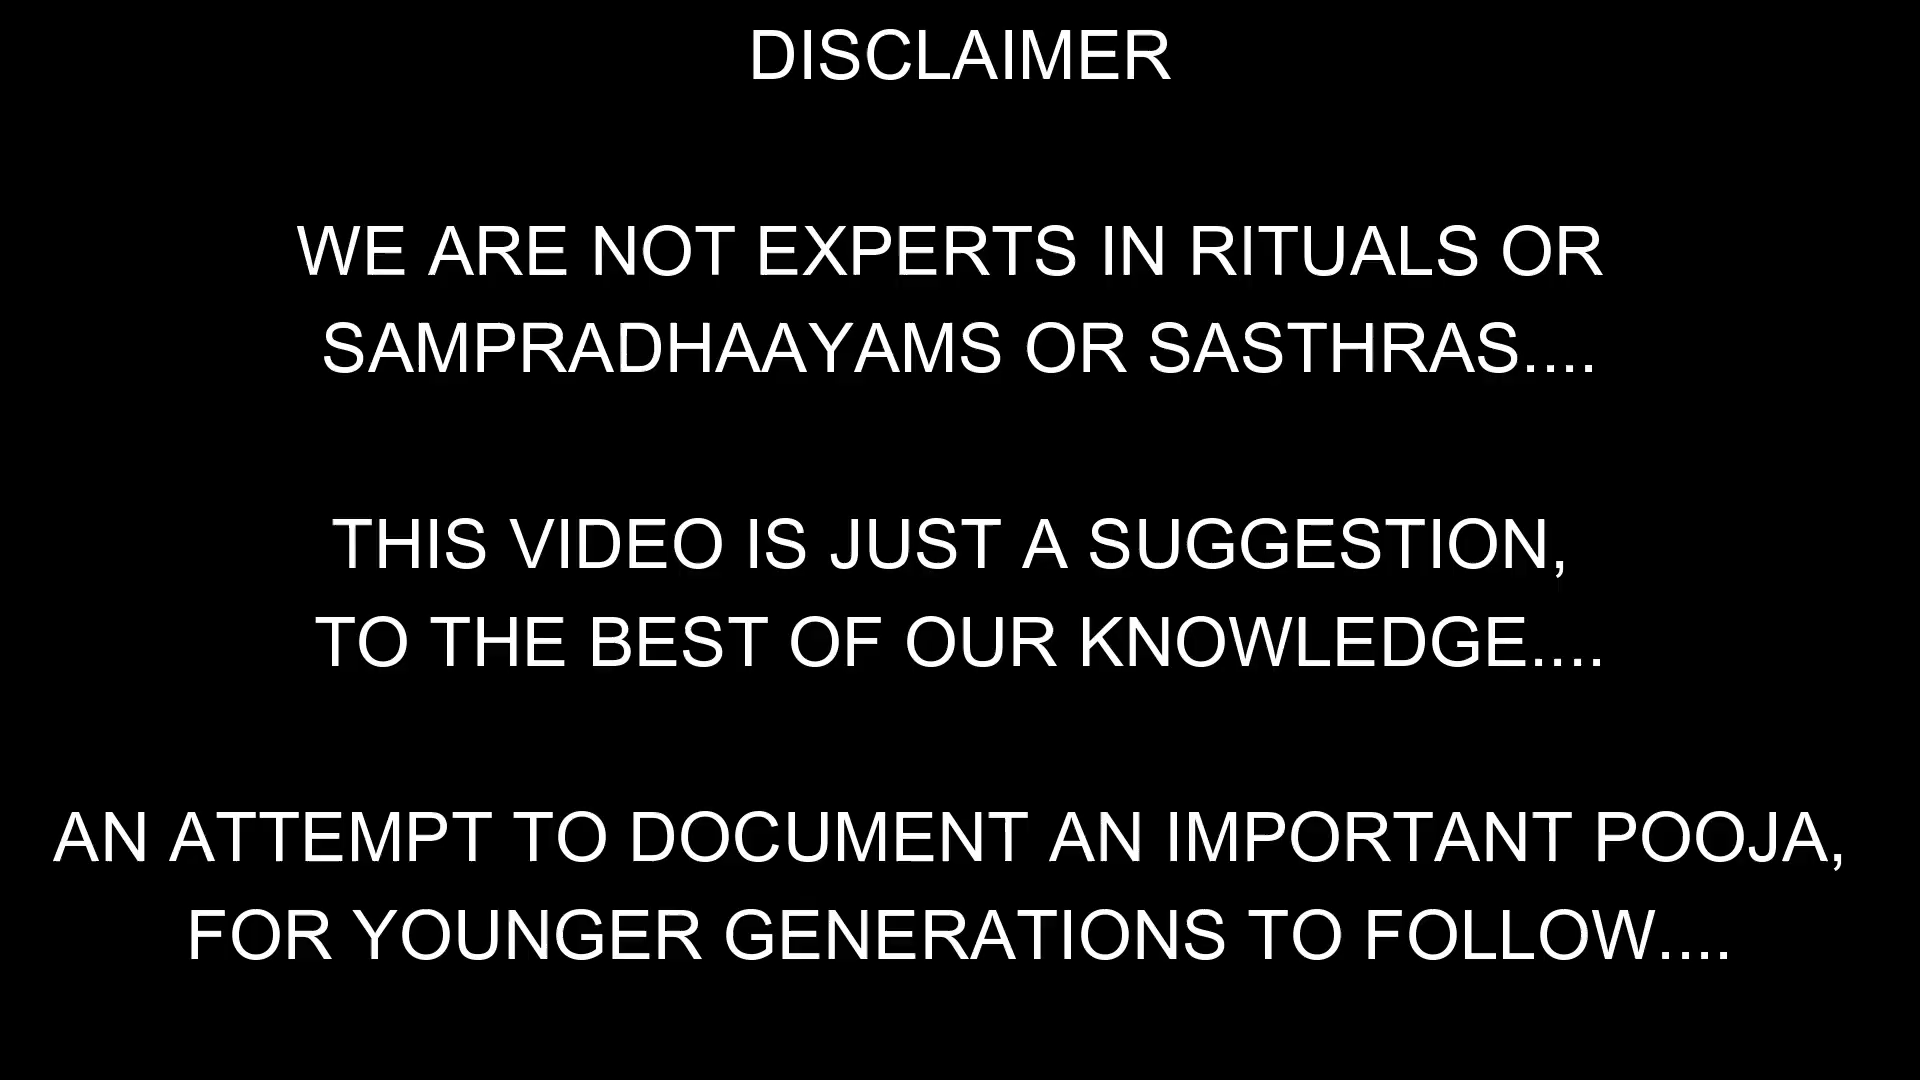 DISCLAIMER
WE ARE NOT EXPERTS IN RITUALS OR
SAMPRADHAAYAMS OR SASTHRAS....
THIS VIDEO IS JUST A SUGGESTION,
TO THE BEST OF OUR KNOWLEDGE....
AN ATTEMPT TO DOCUMENT AN IMPORTANT POOJA,
FOR YOUNGER GENERATIONS TO FOLLOW....